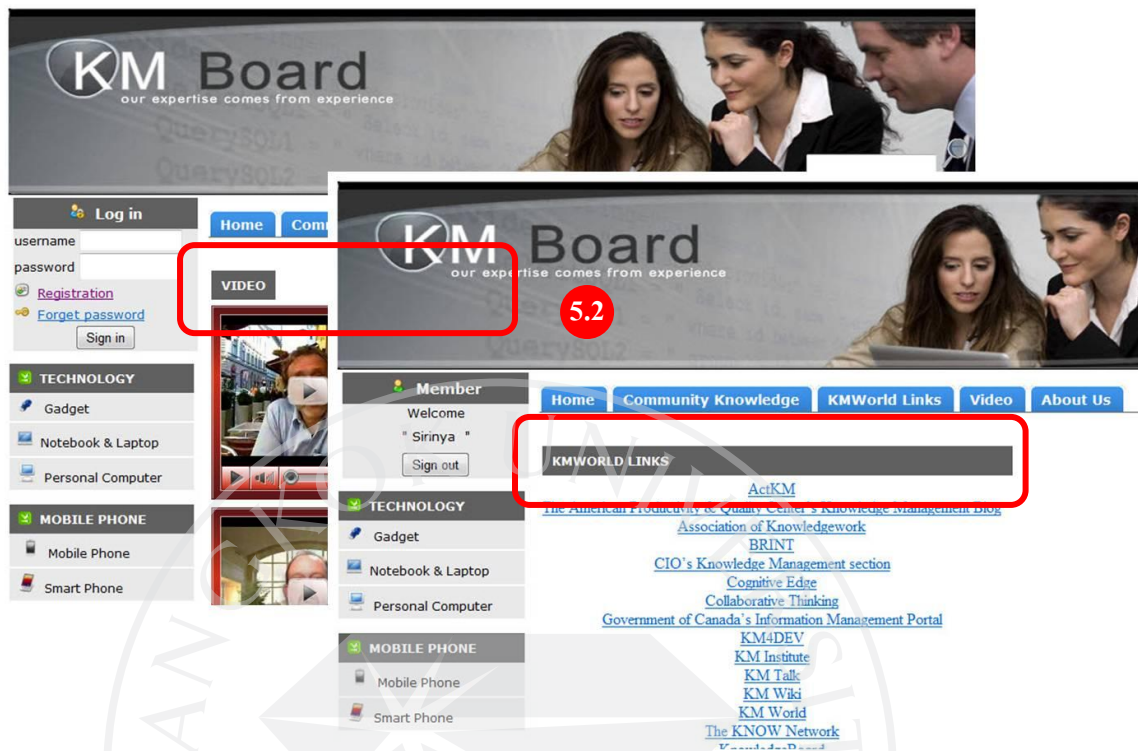 KM Board
our expertise comes from experience
QuerySQL1
QuerySQL2
Log in
username
password
Registration
Forget password
Sign in
TECHNOLOGY
Gadget
Notebook & Laptop
Personal Computer
MOBILE PHONE
Mobile Phone
Smart Phone
Home
VIDEO
5.2
KM Board
our expertise comes from experience
QuerySQL2
Member
Welcome
" Sirinya "
Sign out
TECHNOLOGY
Gadget
Notebook & Laptop
Personal Computer
MOBILE PHONE
Mobile Phone
Smart Phone
Home Community Knowledge KMWorld Links Video About Us
KMWORLD LINKS
ActKM
The American Productivity & Quality Center's Knowledge Management Blog
Association of Knowledgework
BRINT
CIO's Knowledge Management section
Cognitive Edge
Collaborative Thinking
Government of Canada's Information Management Portal
KM4DEV
KM Institute
KM Talk
KM Wiki
KM World
The KNOW Network
KnowledgeBoard